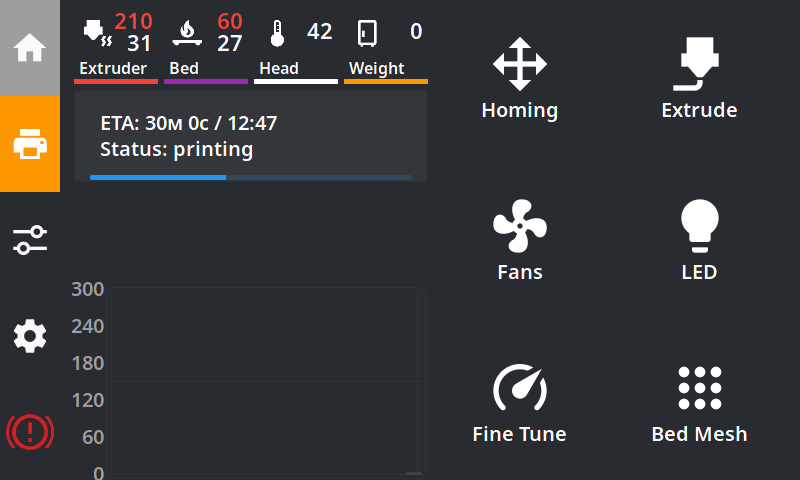 210
31
60
27
42
0
Extruder
Bed
Head
Weight
ETA: 30м 0с / 12:47
Status: printing
300
240
180
120
60
0
Homing
Extrude
Fans
LED
Fine Tune
Bed Mesh